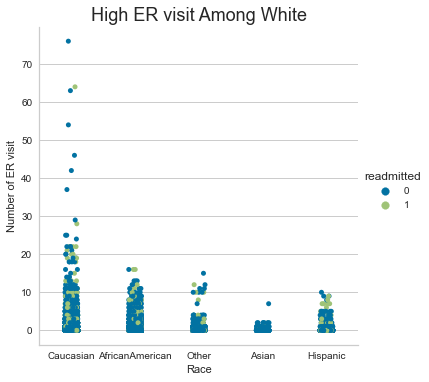 High ER visit Among White
Number of ER visit
70
60
50
40
30
20
10
0
Caucasian AfricanAmerican Other Asian Hispanic
Race
readmitted
0
1